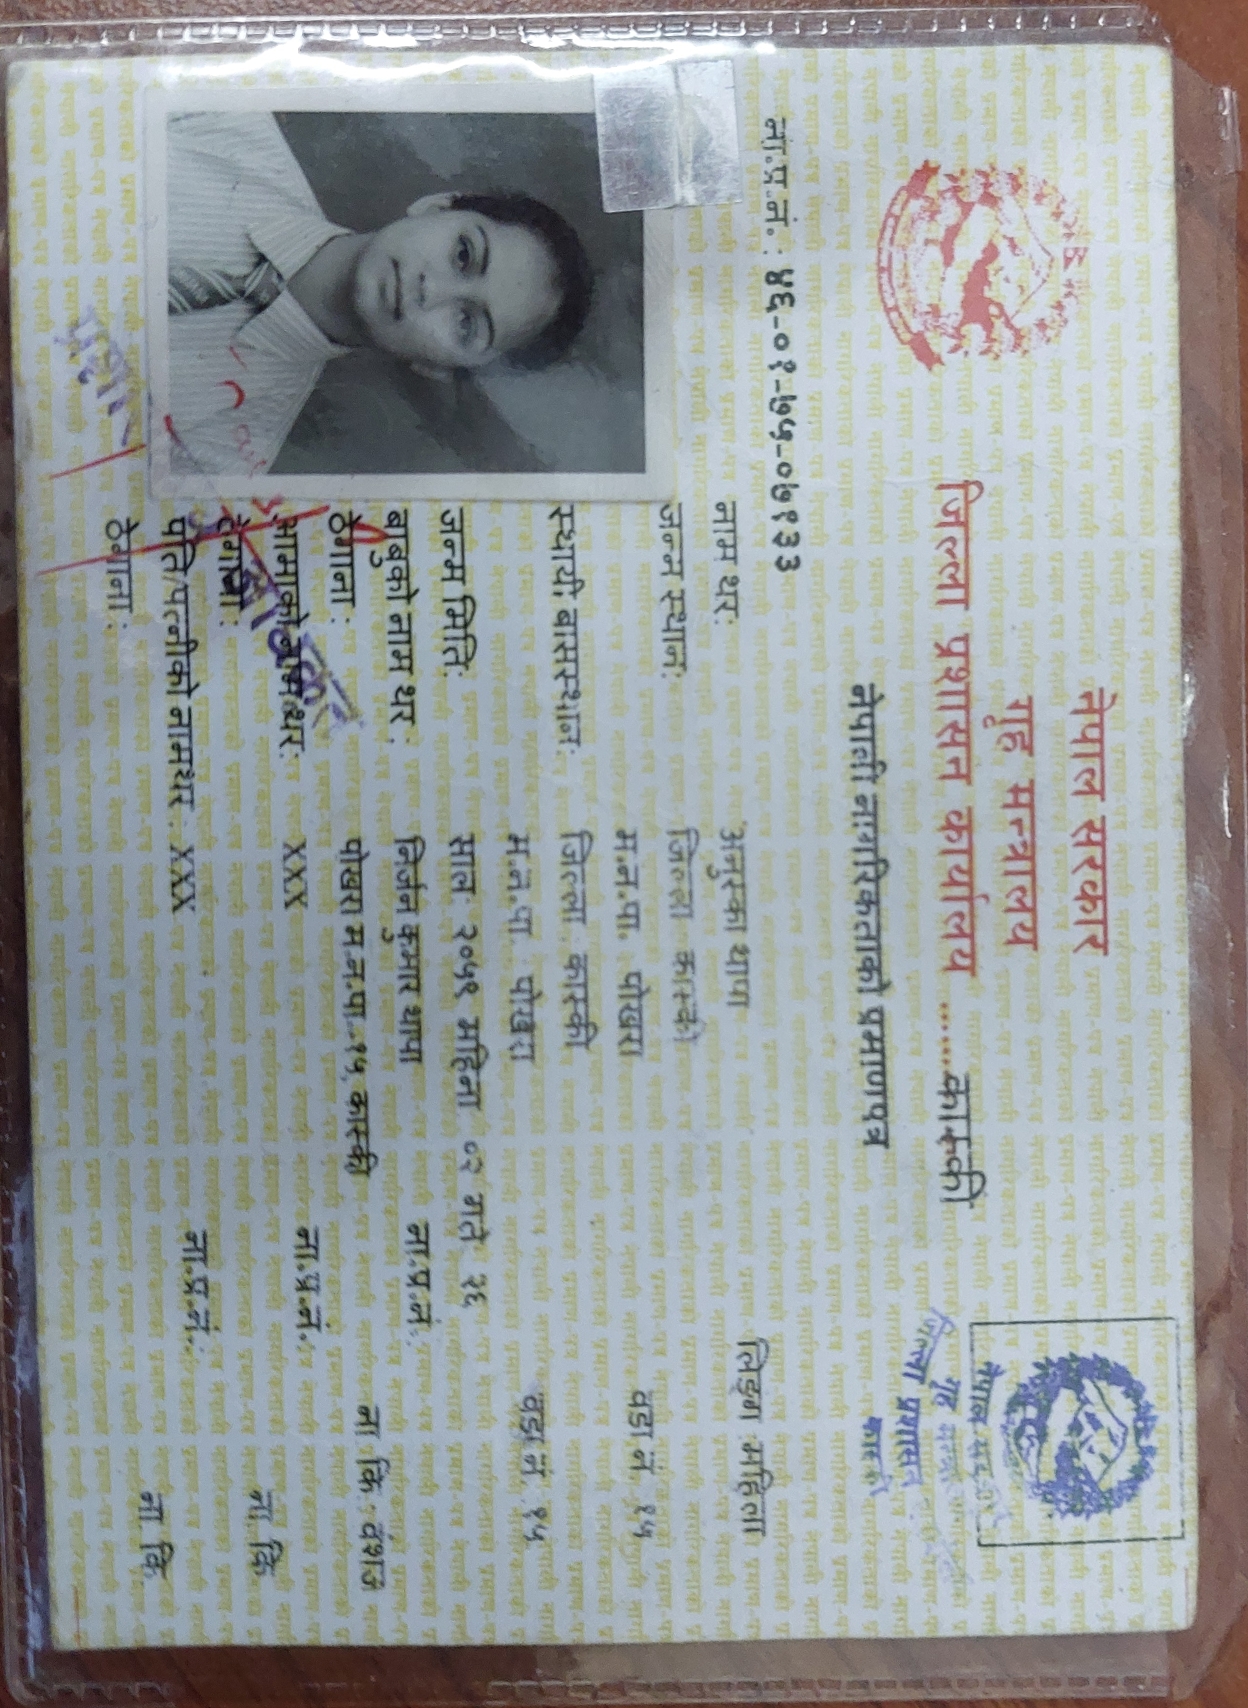 नेपाल सरकार
गृह मन्त्रालय
जिल्ला प्रशासन कार्यालय .......कास्की
नेपाली नागरिकताको प्रमाणपत्र
नेपाल सरकार
गृह मन्त्रालय
जिल्ला प्रशासन
कास्की
ना.प्र.नं. : ४६-०१-७५-०७१३३
नाम थर: अनुस्का थापा लिङ्ग :महिला
जन्म स्थान: जिल्ला कास्की
म.न.पा. पोखरा वडा नं. १५
स्थायी बासस्थान: जिल्ला : कास्की
म.न.पा. पोखरा वडा नं. .१५
जन्म मिति: साल २०५९ महिना ०२ गते २६
बाबुको नाम थर : निर्जन कुमार थापा ना.प्र.नं.:
ठेगाना : पोखरा म.न.पा.-१५, कास्की ना कि : वंशज
आमाको नाम थर: XXX ना.प्र.नं.:
ठेगाना: ना. कि.
पति/पत्नीको नामथर : XXX ना.प्र.नं.:
ठेगाना : ना. कि.